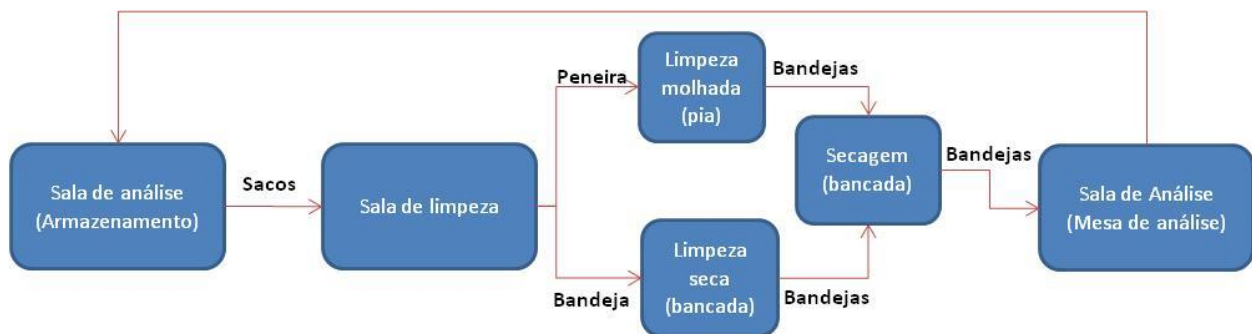 Sala de análise
(Armazenamento)
Sacos
Sala de limpeza
Peneira
Limpeza
molhada
(pia)
Bandejas
Bandeja
Limpeza
seca
(bancada)
Bandejas
Secagem
(bancada)
Bandejas
Sala de Análise
(Mesa de análise)